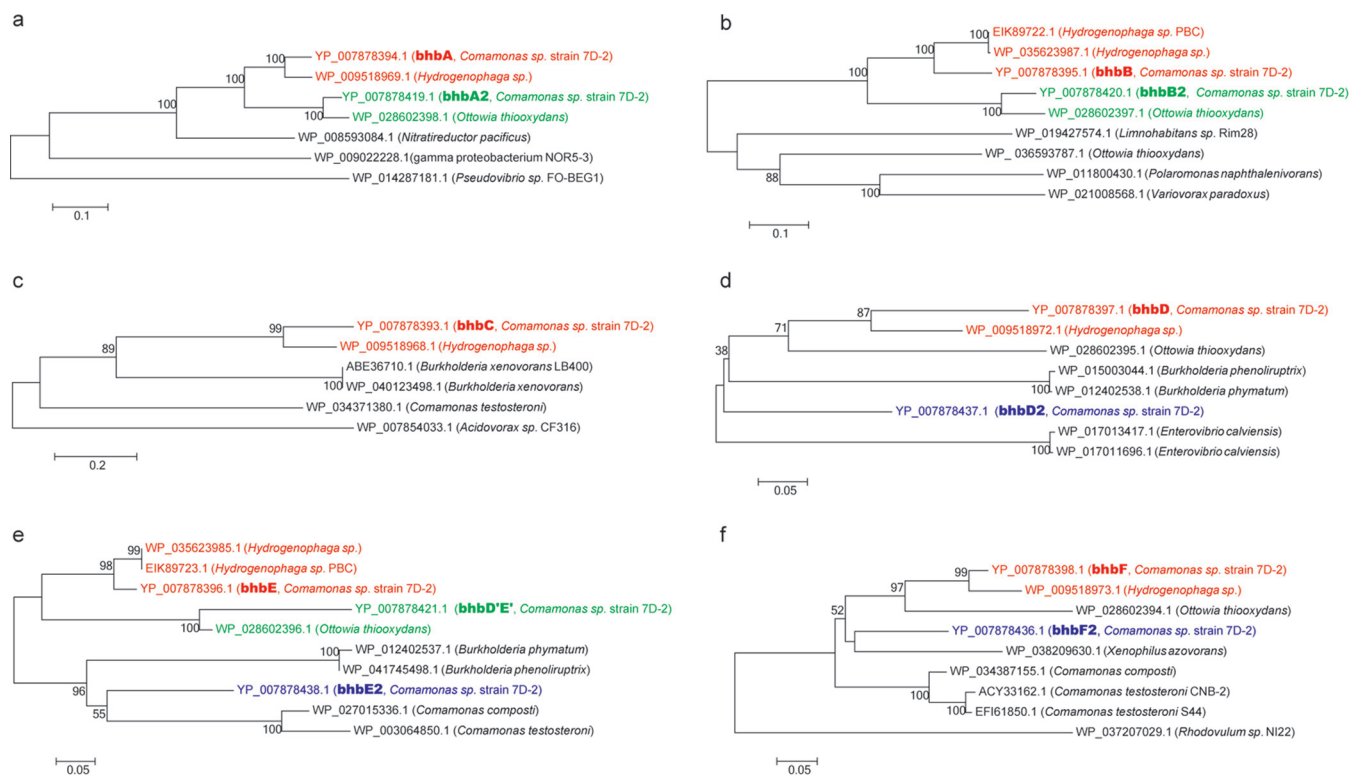 a
100
YP_007878394.1 (bhbA, Comamonas sp. strain 7D-2)
100
WP_009518969.1 (Hydrogenophaga sp.)
100
YP_007878419.1 (bhbA2, Comamonas sp. strain 7D-2)
100
WP_028602398.1 (Ottowia thiooxydans)
WP_008593084.1 (Nitratireductor pacificus)
WP_009022228.1 (gamma proteobacterium NOR5-3)
WP_014287181.1 (Pseudovibrio sp. FO-BEG1)
0.1
b
100
EIK89722.1 (Hydrogenophaga sp. PBC)
100
WP_035623987.1 (Hydrogenophaga sp.)
100
YP_007878395.1 (bhbB, Comamonas sp. strain 7D-2)
YP_007878420.1 (bhbB2, Comamonas sp. strain 7D-2)
100
WP_028602397.1 (Ottowia thiooxydans)
WP_019427574.1 (Limnohabitans sp. Rim28)
WP_ 036593787.1 (Ottowia thiooxydans)
88
WP_011800430.1 (Polaromonas naphthalenivorans)
100
WP_021008568.1 (Variovorax paradoxus)
0.1
c
99
YP_007878393.1 (bhbC, Comamonas sp. strain 7D-2)
89
WP_009518968.1 (Hydrogenophaga sp.)
ABE36710.1 (Burkholderia xenovorans LB400)
100
WP_040123498.1 (Burkholderia xenovorans)
WP_034371380.1 (Comamonas testosteroni)
WP_007854033.1 (Acidovorax sp. CF316)
0.2
d
87
YP_007878397.1 (bhbD, Comamonas sp. strain 7D-2)
71
WP_009518972.1 (Hydrogenophaga sp.)
38
WP_028602395.1 (Ottowia thiooxydans)
WP_015003044.1 (Burkholderia phenoliruptrix)
100
WP_012402538.1 (Burkholderia phymatum)
YP_007878437.1 (bhbD2, Comamonas sp. strain 7D-2)
WP_017013417.1 (Enterovibrio calviensis)
100
WP_017011696.1 (Enterovibrio calviensis)
0.05
e
99
WP_035623985.1 (Hydrogenophaga sp.)
98
EIK89723.1 (Hydrogenophaga sp. PBC)
YP_007878396.1 (bhbE, Comamonas sp. strain 7D-2)
YP_007878421.1 (bhbD'E', Comamonas sp. strain 7D-2)
100
WP_028602396.1 (Ottowia thiooxydans)
100
WP_012402537.1 (Burkholderia phymatum)
WP_041745498.1 (Burkholderia phenoliruptrix)
96
YP_007878438.1 (bhbE2, Comamonas sp. strain 7D-2)
55
WP_027015336.1 (Comamonas composti)
100
WP_003064850.1 (Comamonas testosteroni)
0.05
f
99
YP_007878398.1 (bhbF, Comamonas sp. strain 7D-2)
97
WP_009518973.1 (Hydrogenophaga sp.)
52
WP_028602394.1 (Ottowia thiooxydans)
YP_007878436.1 (bhbF2, Comamonas sp. strain 7D-2)
WP_038209630.1 (Xenophilus azovorans)
WP_034387155.1 (Comamonas composti)
100
ACY33162.1 (Comamonas testosteroni CNB-2)
100
EFI61850.1 (Comamonas testosteroni S44)
WP_037207029.1 (Rhodovulum sp. NI22)
0.05